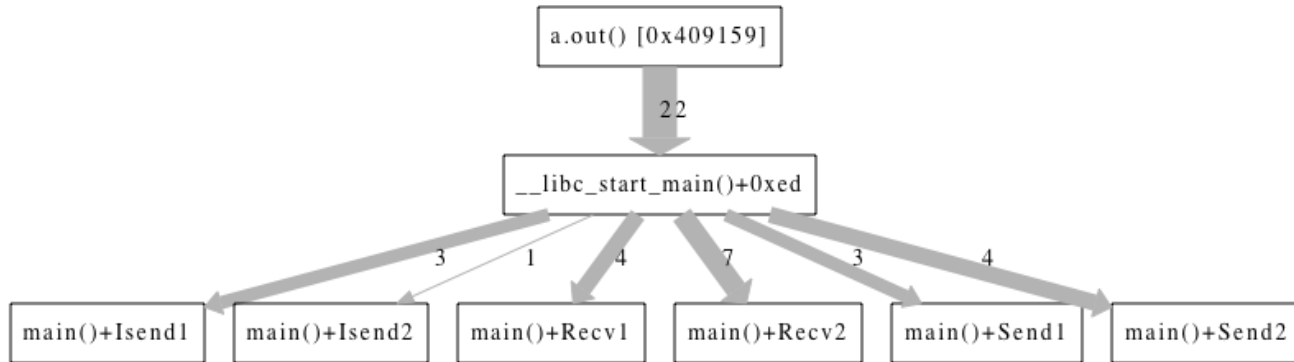 a.out() [0x409159]
22
__libc_start_main()+0xed
3 1 4 7 3 4
main()+Isend1 main()+Isend2 main()+Recv1 main()+Recv2 main()+Send1 main()+Send2